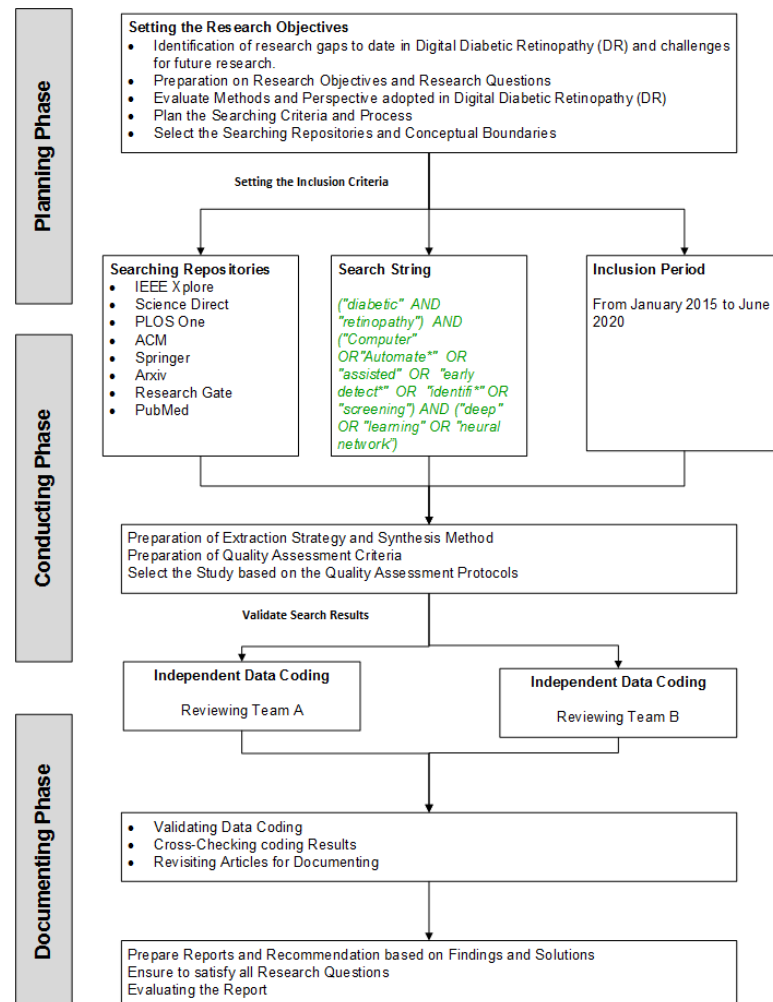 Planning Phase
Setting the Research Objectives
• Identification of research gaps to date in Digital Diabetic Retinopathy (DR) and challenges
for future research.
• Preparation on Research Objectives and Research Questions
• Evaluate Methods and Perspective adopted in Digital Diabetic Retinopathy (DR)
• Plan the Searching Criteria and Process
• Select the Searching Repositories and Conceptual Boundaries
Setting the Inclusion Criteria
Searching Repositories
• IEEE Xplore
• Science Direct
• PLOS One
• ACM
• Springer
• Arxiv
• Research Gate
• PubMed
Search String
("diabetic" AND
"retinopathy") AND
("Computer"
OR"Automate*" OR
"assisted" OR "early
detect*" OR "identifi*" OR
"screening") AND ("deep"
OR "learning" OR "neural
network")
Inclusion Period
From January 2015 to June
2020
Conducting Phase
Preparation of Extraction Strategy and Synthesis Method
Preparation of Quality Assessment Criteria
Select the Study based on the Quality Assessment Protocols
Validate Search Results
Independent Data Coding
Reviewing Team A
Independent Data Coding
Reviewing Team B
Documenting Phase
• Validating Data Coding
• Cross-Checking coding Results
• Revisiting Articles for Documenting
Prepare Reports and Recommendation based on Findings and Solutions
Ensure to satisfy all Research Questions
Evaluating the Report